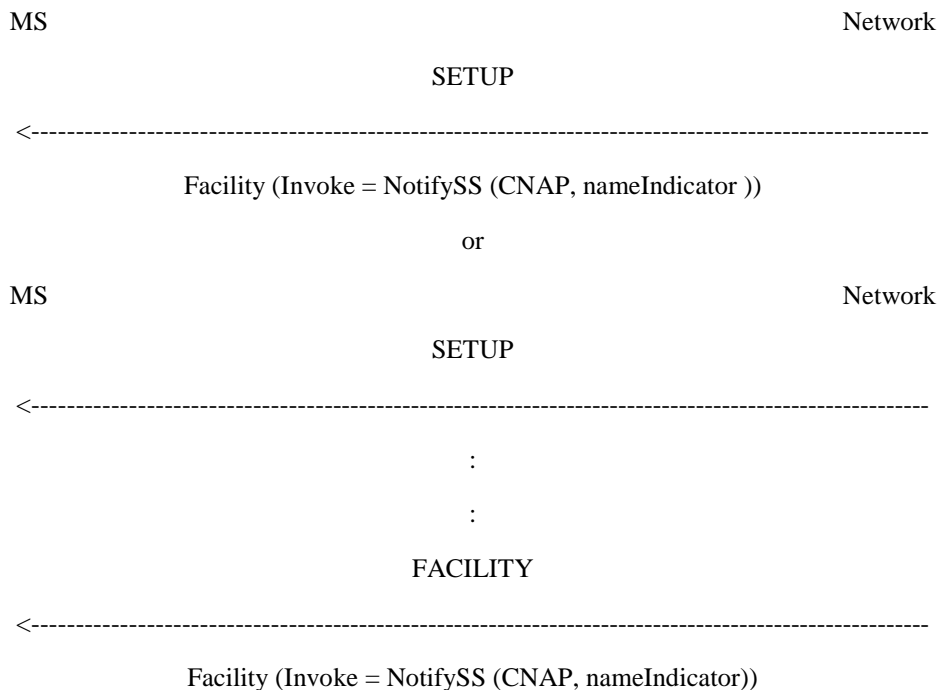 MS Network
SETUP
<-----------------------------------------------------------------------------------------------------
Facility (Invoke = NotifySS (CNAP, nameIndicator ))
or
MS Network
SETUP
<-----------------------------------------------------------------------------------------------------
:
:
FACILITY
<-----------------------------------------------------------------------------------------------------
Facility (Invoke = NotifySS (CNAP, nameIndicator))